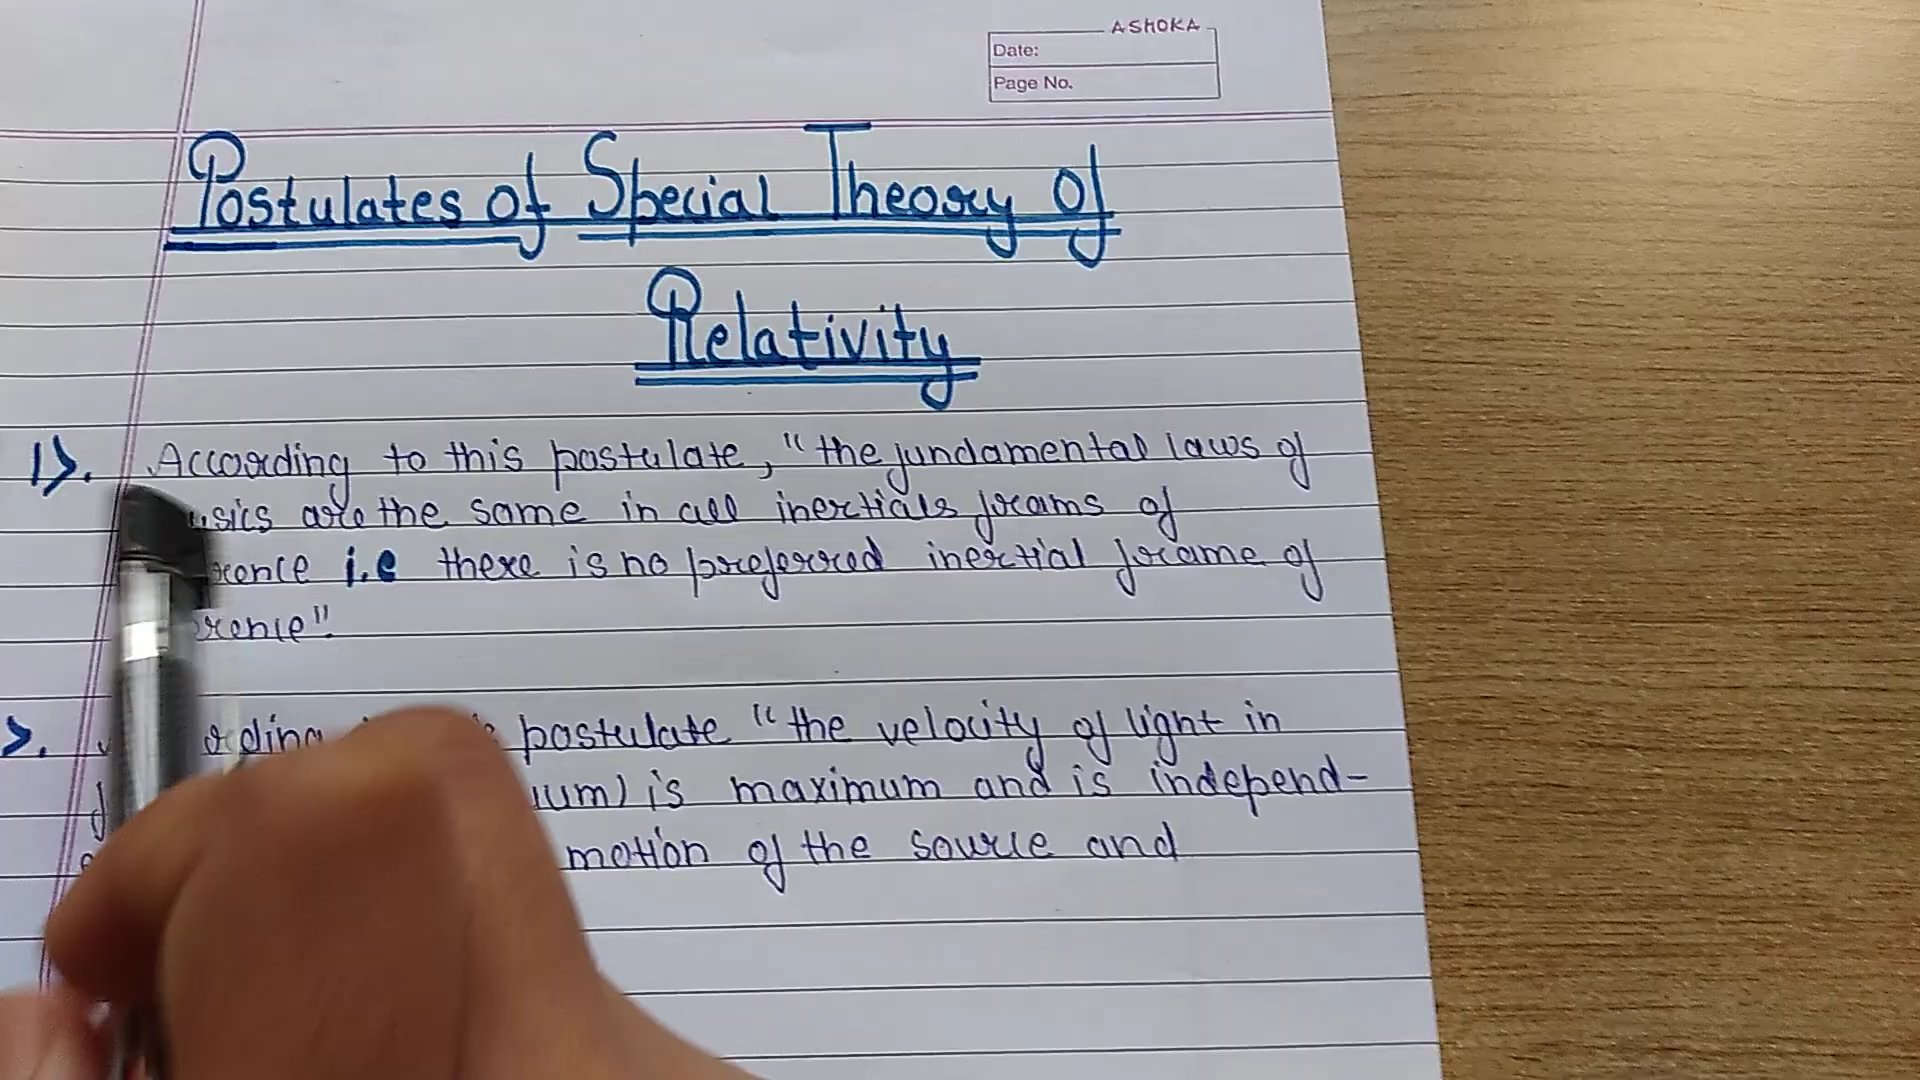 ASHOKA
Date:
Page No.
Postulates of Special Theory Of
Relativity
1). According to this postulate, "the fundamental laws of
are the same in all inertials frams of
i.e there is no preferred inertial frame of
postulate "the velocity of light in
is maximum and is independ-
motion of the source and